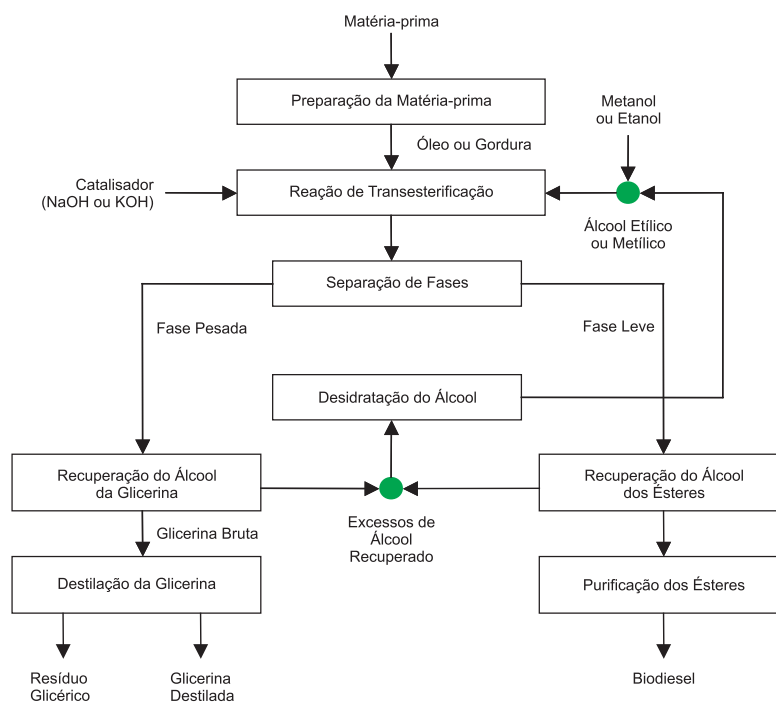 Matéria-prima
Preparação da Matéria-prima
Metanol
ou Etanol
Óleo ou Gordura
Catalisador
(NaOH ou KOH)
Reação de Transesterificação
Álcool Etílico
ou Metílico
Separação de Fases
Fase Pesada
Fase Leve
Desidratação do Álcool
Recuperação do Álcool
da Glicerina
Recuperação do Álcool
dos Ésteres
Glicerina Bruta
Excessos de
Álcool
Recuperado
Destilação da Glicerina
Purificação dos Ésteres
Resíduo
Glicérico
Glicerina
Destilada
Biodiesel